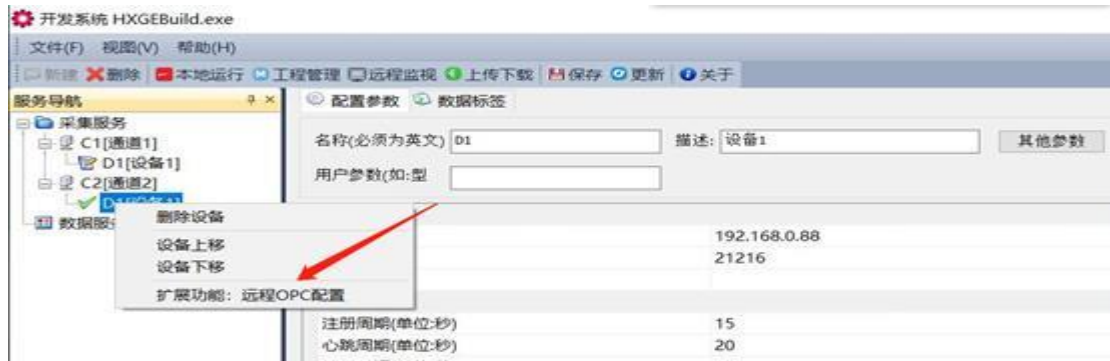 开发系统 HXGEBuild.exe
文件(F) 视图(V) 帮助(H)
新建 删除 本地运行 工程管理 远程监视 上传下载 保存 更新 关于
服务导航
配置参数 数据标签
采集服务
C1[通道1]
D1[设备1]
C2[通道2]
名称(必须为英文) D1 描述: 设备1 其他参数
用户参数(如:型
数据服
删除设备
设备上移
设备下移
扩展功能: 远程OPC配置
192.168.0.88
21216
注册周期(单位:秒) 15
心跳周期(单位:秒) 20